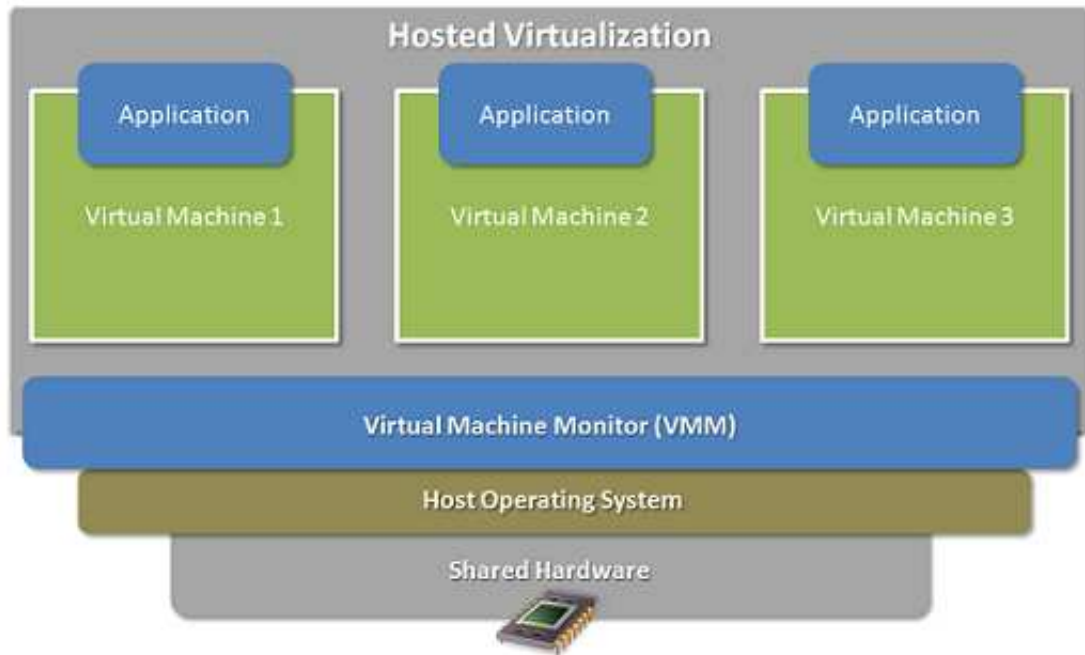 Hosted Virtualization
Application
Application
Application
Virtual Machine 1
Virtual Machine 2
Virtual Machine 3
Virtual Machine Monitor (VMM)
Host Operating System
Shared Hardware